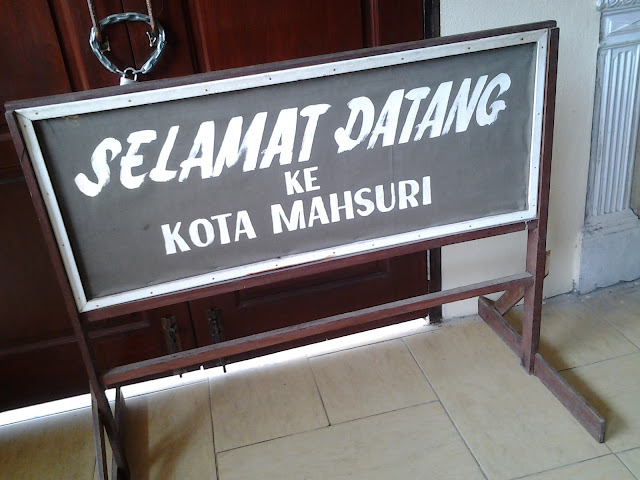 SELAMAT DATANG
KE
KOTA MAHSURI